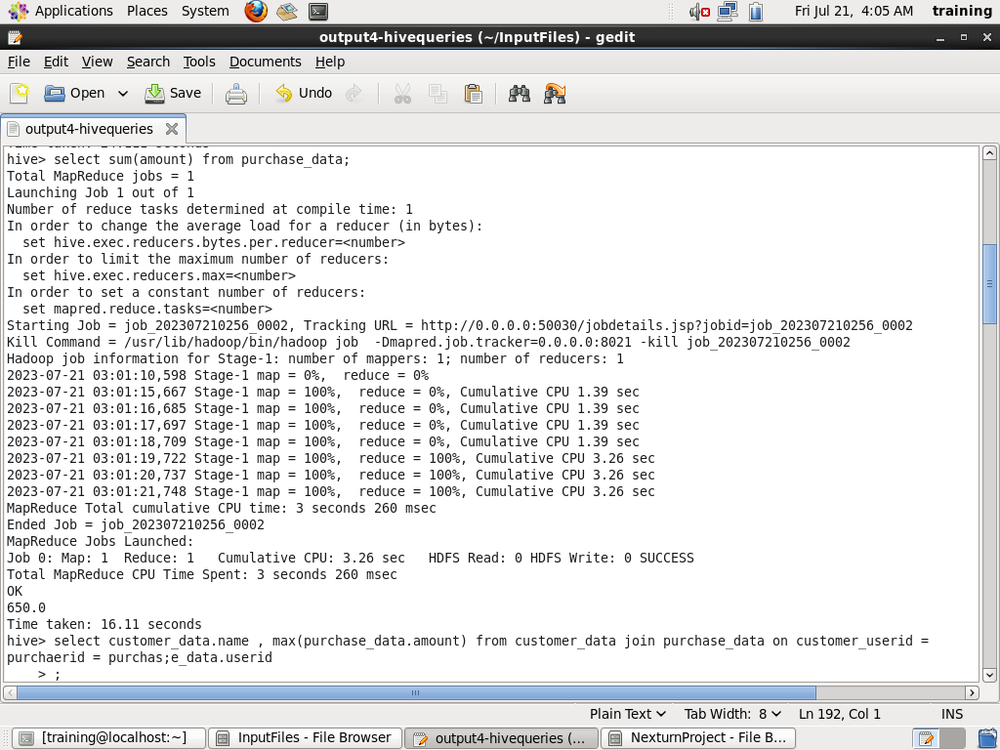 Applications Places System Fri Jul 21, 4:05 AM training
output4-hivequeries (~/InputFiles) - gedit
File Edit View Search Tools Documents Help
Open Save Undo
output4-hivequeries
hive> select sum(amount) from purchase_data;
Total MapReduce jobs = 1
Launching Job 1 out of 1
Number of reduce tasks determined at compile time: 1
In order to change the average load for a reducer (in bytes):
  set hive.exec.reducers.bytes.per.reducer=<number>
In order to limit the maximum number of reducers:
  set hive.exec.reducers.max=<number>
In order to set a constant number of reducers:
  set mapred.reduce.tasks=<number>
Starting Job = job_202307210256_0002, Tracking URL = http://0.0.0.0:50030/jobdetails.jsp?jobid=job_202307210256_0002
Kill Command = /usr/lib/hadoop/bin/hadoop job  -Dmapred.job.tracker=0.0.0.0:8021 -kill job_202307210256_0002
Hadoop job information for Stage-1: number of mappers: 1; number of reducers: 1
2023-07-21 03:01:10,598 Stage-1 map = 0%,  reduce = 0%
2023-07-21 03:01:15,667 Stage-1 map = 100%,  reduce = 0%, Cumulative CPU 1.39 sec
2023-07-21 03:01:16,685 Stage-1 map = 100%,  reduce = 0%, Cumulative CPU 1.39 sec
2023-07-21 03:01:17,697 Stage-1 map = 100%,  reduce = 0%, Cumulative CPU 1.39 sec
2023-07-21 03:01:18,709 Stage-1 map = 100%,  reduce = 0%, Cumulative CPU 1.39 sec
2023-07-21 03:01:19,722 Stage-1 map = 100%,  reduce = 100%, Cumulative CPU 3.26 sec
2023-07-21 03:01:20,737 Stage-1 map = 100%,  reduce = 100%, Cumulative CPU 3.26 sec
2023-07-21 03:01:21,748 Stage-1 map = 100%,  reduce = 100%, Cumulative CPU 3.26 sec
MapReduce Total cumulative CPU time: 3 seconds 260 msec
Ended Job = job_202307210256_0002
MapReduce Jobs Launched:
Job 0: Map: 1  Reduce: 1   Cumulative CPU: 3.26 sec   HDFS Read: 0 HDFS Write: 0 SUCCESS
Total MapReduce CPU Time Spent: 3 seconds 260 msec
OK
650.0
Time taken: 16.11 seconds
hive> select customer_data.name , max(purchase_data.amount) from customer_data join purchase_data on customer_userid =
purchaerid = purchas;e_data.userid
    > ;
Plain Text Tab Width: 8 Ln 192, Col 1 INS
[training@localhost:~] InputFiles - File Browser output4-hivequeries (... NexturnProject - File B...